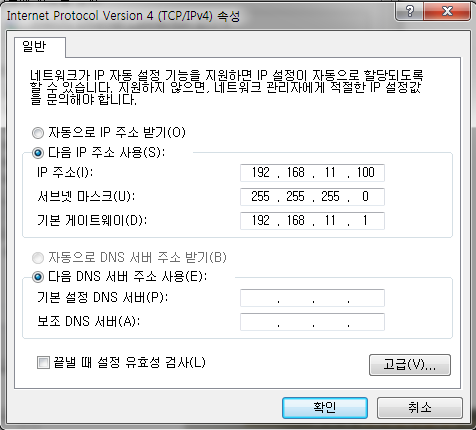 Internet Protocol Version 4 (TCP/IPv4) 속성
일반
네트워크가 IP 자동 설정 기능을 지원하면 IP 설정이 자동으로 할당되도록
할 수 있습니다. 지원하지 않으면, 네트워크 관리자에게 적절한 IP 설정값
을 문의해야 합니다.
자동으로 IP 주소 받기(O)
다음 IP 주소 사용(S):
IP 주소(I): 192 . 168 . 11 . 100
서브넷 마스크(U): 255 . 255 . 255 . 0
기본 게이트웨이(D): 192 . 168 . 11 . 1
자동으로 DNS 서버 주소 받기(B)
다음 DNS 서버 주소 사용(E):
기본 설정 DNS 서버(P): . . .
보조 DNS 서버(A): . . .
끝낼 때 설정 유효성 검사(L)
고급(V)...
확인
취소